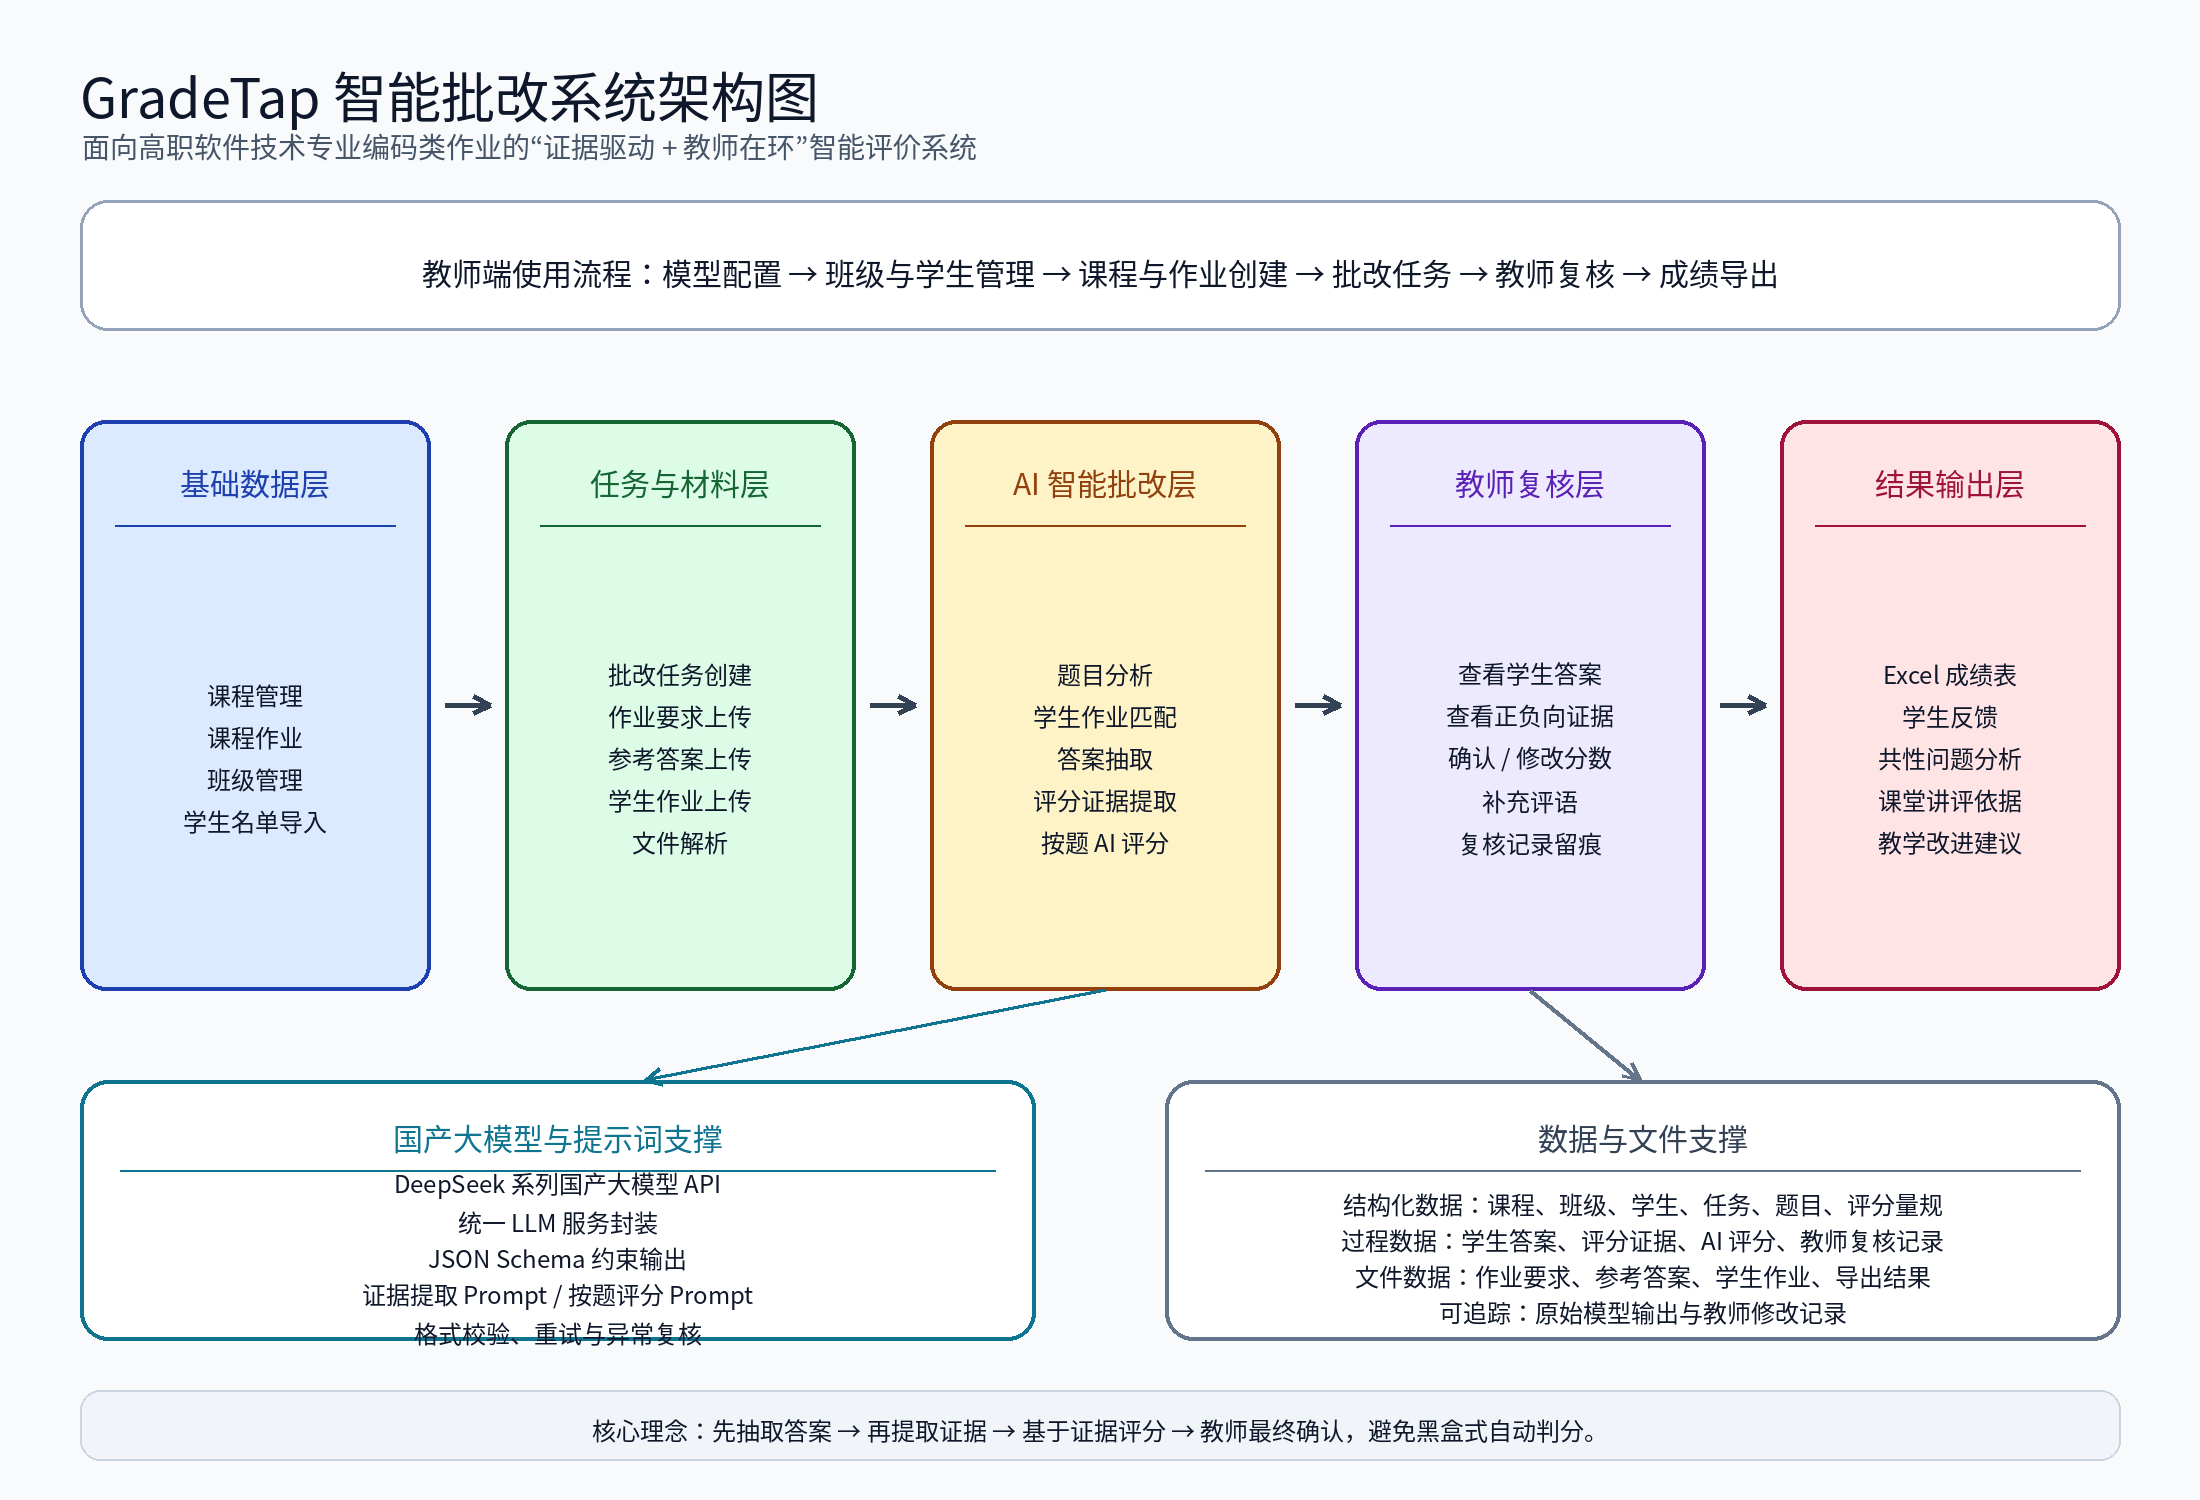 GradeTap 智能批改系统架构图
面向高职软件技术专业编码类作业的“证据驱动 + 教师在环”智能评价系统
教师端使用流程：模型配置 → 班级与学生管理 → 课程与作业创建 → 批改任务 → 教师复核 → 成绩导出
基础数据层
课程管理
课程作业
班级管理
学生名单导入
任务与材料层
批改任务创建
作业要求上传
参考答案上传
学生作业上传
文件解析
AI 智能批改层
题目分析
学生作业匹配
答案抽取
评分证据提取
按题 AI 评分
教师复核层
查看学生答案
查看正负向证据
确认 / 修改分数
补充评语
复核记录留痕
结果输出层
Excel 成绩表
学生反馈
共性问题分析
课堂讲评依据
教学改进建议
国产大模型与提示词支撑
DeepSeek 系列国产大模型 API
统一 LLM 服务封装
JSON Schema 约束输出
证据提取 Prompt / 按题评分 Prompt
格式校验、重试与异常复核
数据与文件支撑
结构化数据：课程、班级、学生、任务、题目、评分量规
过程数据：学生答案、评分证据、AI 评分、教师复核记录
文件数据：作业要求、参考答案、学生作业、导出结果
可追踪：原始模型输出与教师修改记录
核心理念：先抽取答案 → 再提取证据 → 基于证据评分 → 教师最终确认，避免黑盒式自动判分。